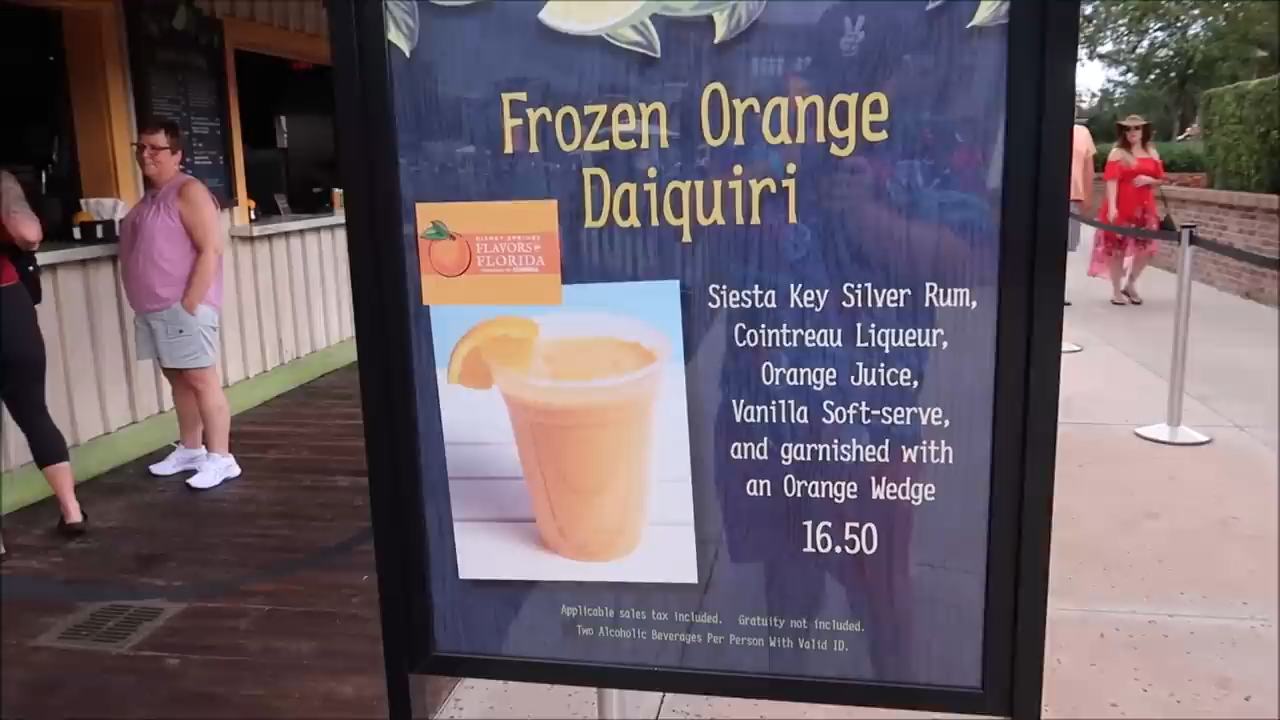 Frozen Orange
Daiquiri
DISNEY SPRINGS
FLAVORS OF
FLORIDA
Siesta Key Silver Rum,
Cointreau Liqueur,
Orange Juice,
Vanilla Soft-serve,
and garnished with
an Orange Wedge
16.50
Applicable sales tax included. Gratuity not included.
Two Alcoholic Beverages Per Person With Valid ID.